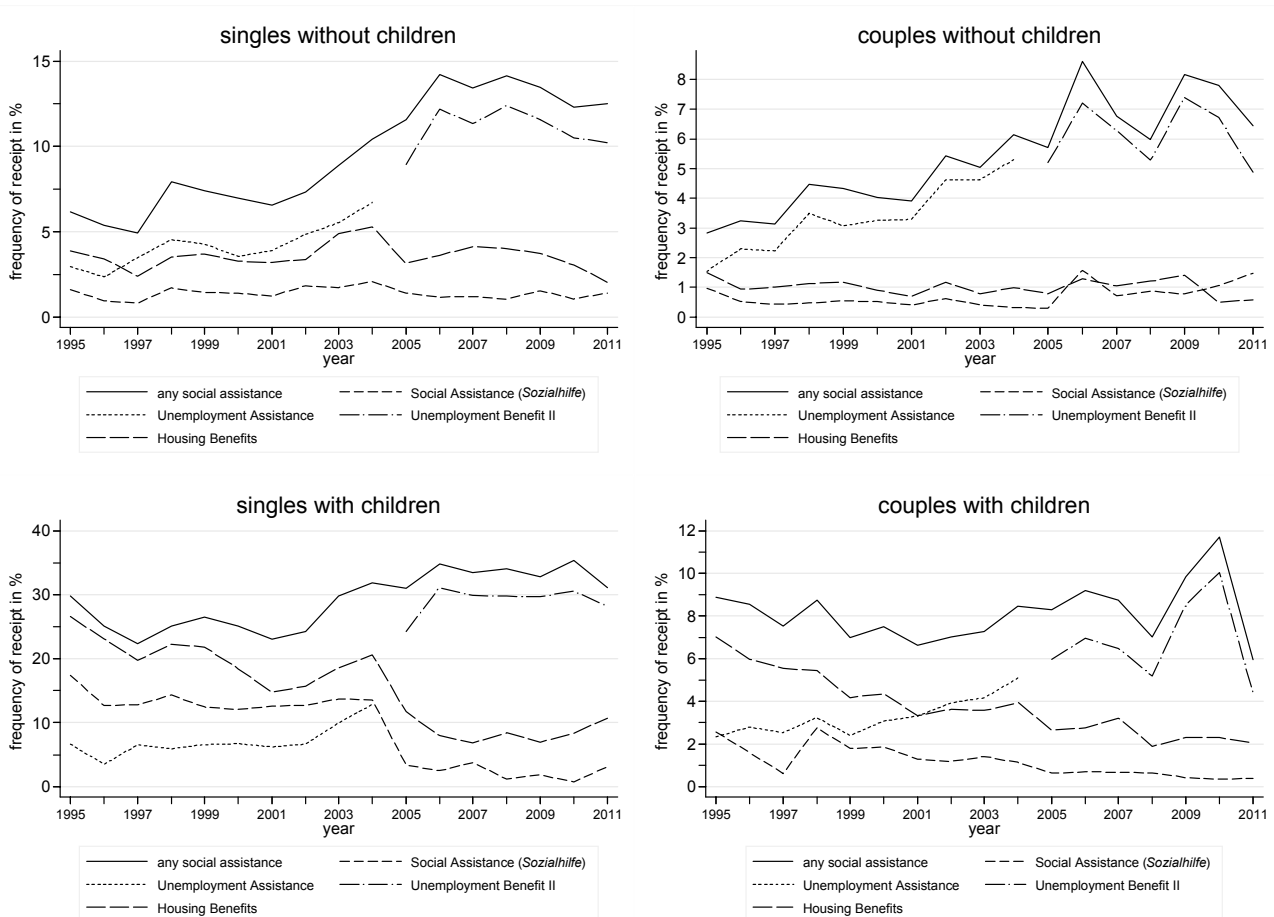 singles without children
frequency of receipt in %
15
10
5
0
1995 1997 1999 2001 2003 2005 2007 2009 2011
year
any social assistance Social Assistance (Sozialhilfe)
Unemployment Assistance Unemployment Benefit II
Housing Benefits
couples without children
frequency of receipt in %
8
7
6
5
4
3
2
1
0
1995 1997 1999 2001 2003 2005 2007 2009 2011
year
any social assistance Social Assistance (Sozialhilfe)
Unemployment Assistance Unemployment Benefit II
Housing Benefits
singles with children
frequency of receipt in %
40
30
20
10
0
1995 1997 1999 2001 2003 2005 2007 2009 2011
year
any social assistance Social Assistance (Sozialhilfe)
Unemployment Assistance Unemployment Benefit II
Housing Benefits
couples with children
frequency of receipt in %
12
10
8
6
4
2
0
1995 1997 1999 2001 2003 2005 2007 2009 2011
year
any social assistance Social Assistance (Sozialhilfe)
Unemployment Assistance Unemployment Benefit II
Housing Benefits